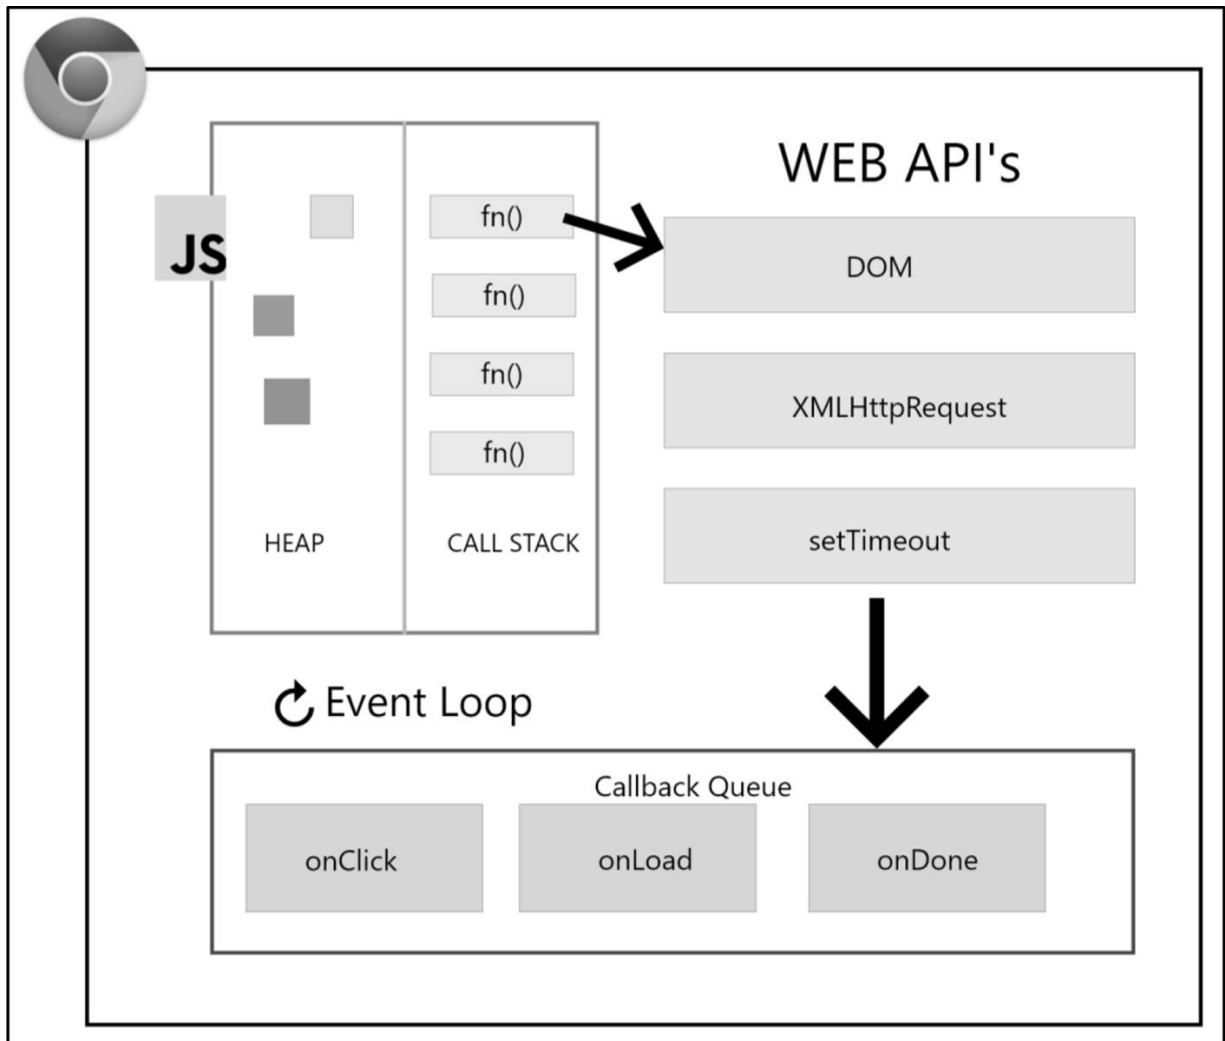 JS
fn()
fn()
fn()
fn()
HEAP
CALL STACK
WEB API's
DOM
XMLHttpRequest
setTimeout
Event Loop
Callback Queue
onClick
onLoad
onDone